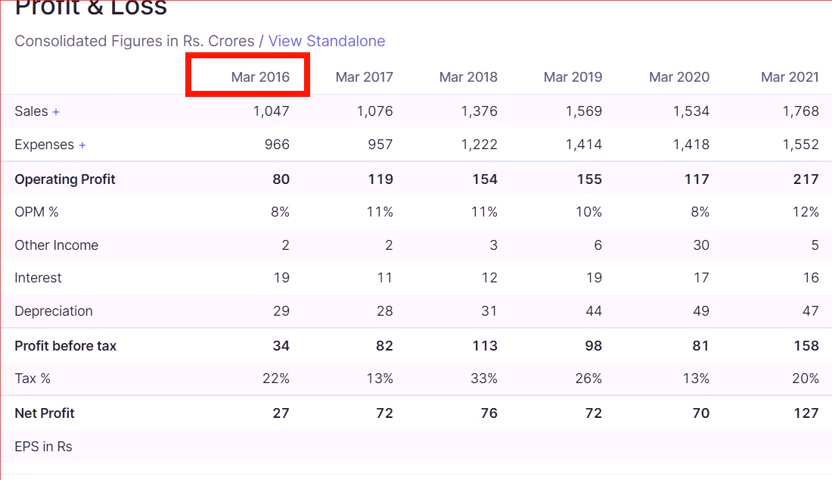 Profit & Loss
Consolidated Figures in Rs. Crores / View Standalone
Mar 2016 Mar 2017 Mar 2018 Mar 2019 Mar 2020 Mar 2021
Sales + 1,047 1,076 1,376 1,569 1,534 1,768
Expenses + 966 957 1,222 1,414 1,418 1,552
Operating Profit 80 119 154 155 117 217
OPM % 8% 11% 11% 10% 8% 12%
Other Income 2 2 3 6 30 5
Interest 19 11 12 19 17 16
Depreciation 29 28 31 44 49 47
Profit before tax 34 82 113 98 81 158
Tax % 22% 13% 33% 26% 13% 20%
Net Profit 27 72 76 72 70 127
EPS in Rs